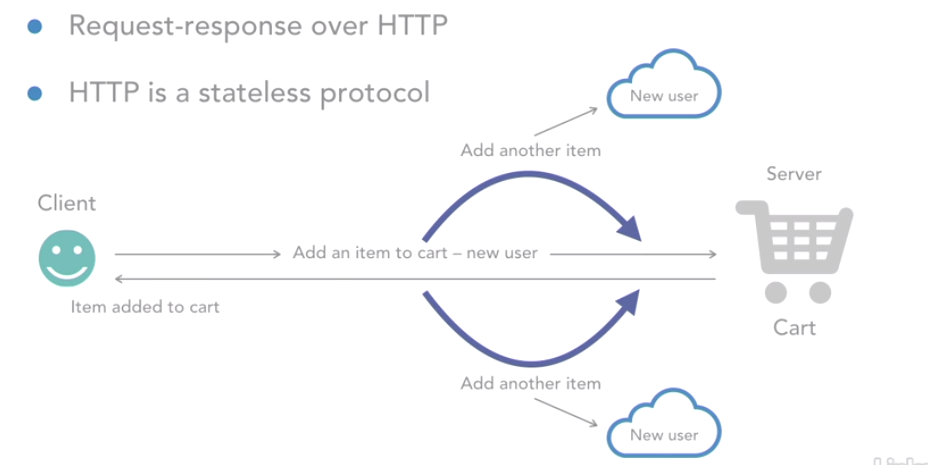 Request-response over HTTP
HTTP is a stateless protocol
New user
Add another item
Server
Client
Add an item to cart – new user
Item added to cart
Cart
Add another item
New user